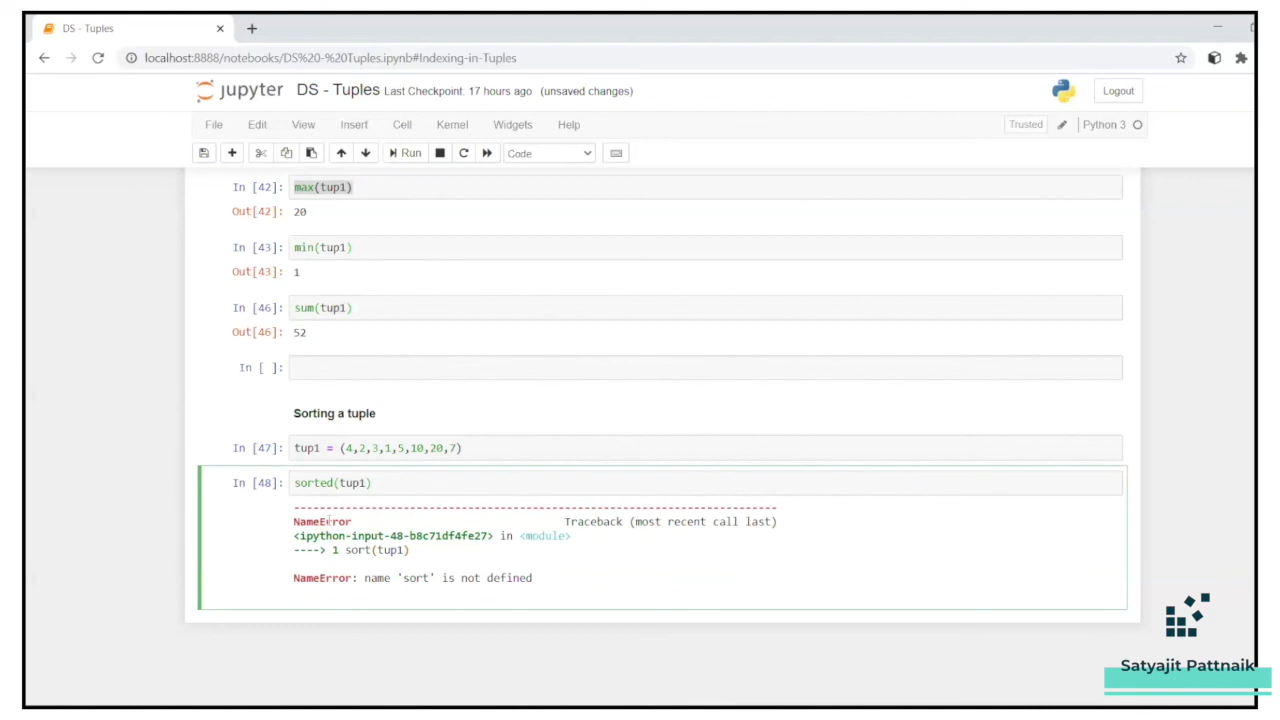 DS - Tuples
localhost:8888/notebooks/DS%20-%20Tuples.ipynb#Indexing-in-Tuples
jupyter DS - Tuples Last Checkpoint: 17 hours ago (unsaved changes) Logout
File Edit View Insert Cell Kernel Widgets Help Trusted Python 3
Run Code
In [42]: max(tup1)
Out[42]: 20
In [43]: min(tup1)
Out[43]: 1
In [46]: sum(tup1)
Out[46]: 52
In [ ]:
Sorting a tuple
In [47]: tup1 = (4,2,3,1,5,10,20,7)
In [48]: sorted(tup1)
---------------------------------------------------------------------------
NameError Traceback (most recent call last)
<ipython-input-48-b8c71df4fe27> in <module>
----> 1 sort(tup1)
NameError: name 'sort' is not defined
Satyajit Pattnaik